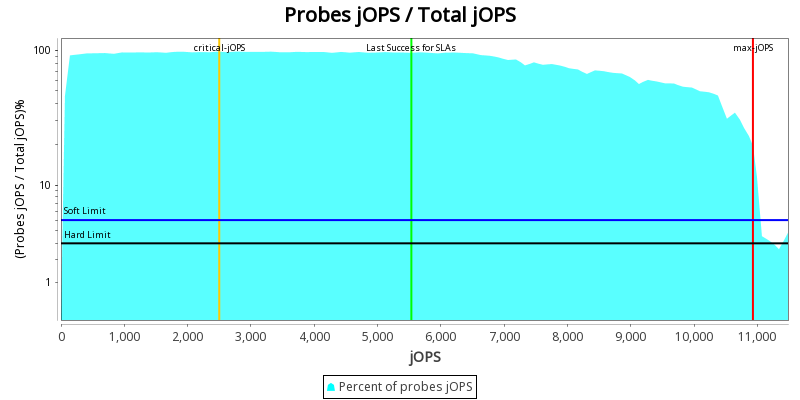 Probes jOPS / Total jOPS
(Probes jOPS / Total jOPS)%
100
10
1
critical-jOPS
Last Success for SLAs
max-jOPS
Soft Limit
Hard Limit
0 1,000 2,000 3,000 4,000 5,000 6,000 7,000 8,000 9,000 10,000 11,000
jOPS
Percent of probes jOPS